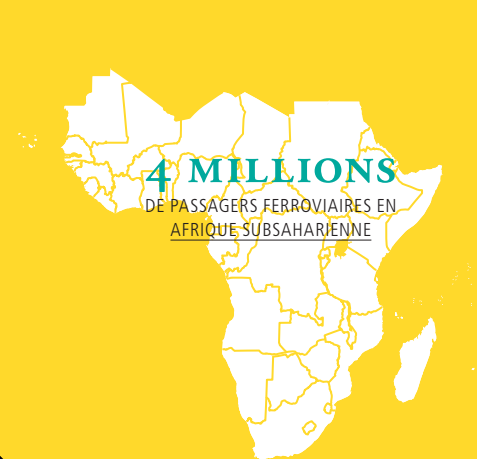 4 MILLIONS
DE PASSAGERS FERROVIAIRES EN
AFRIQUE SUBSAHARIENNE